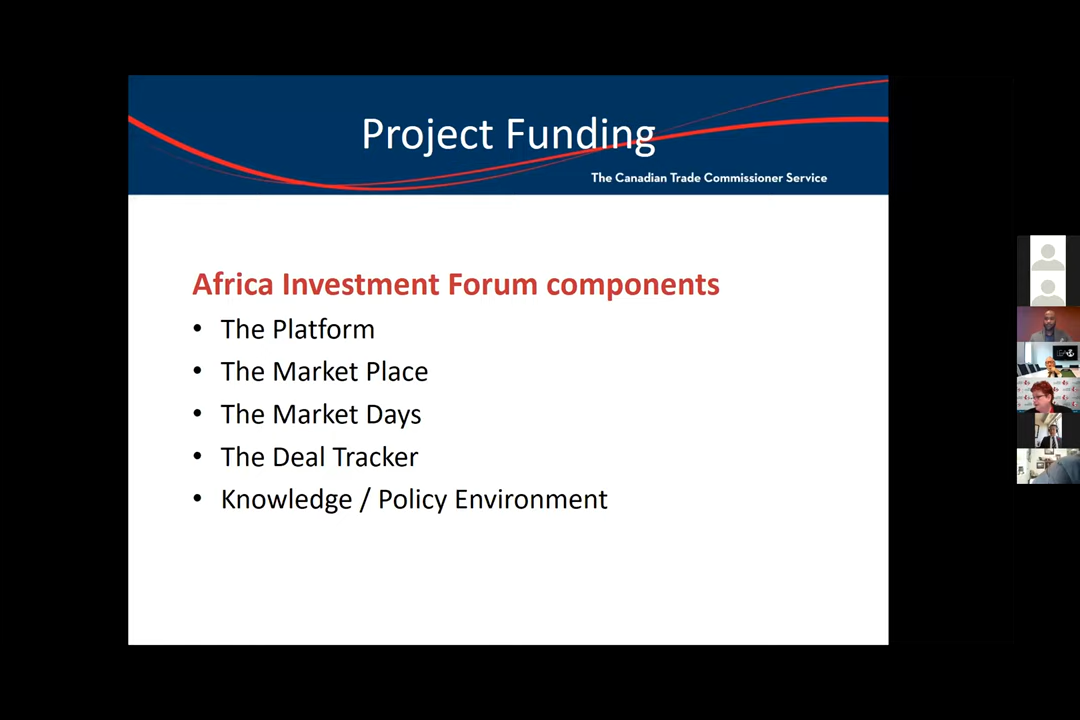 Project Funding
The Canadian Trade Commissioner Service
Africa Investment Forum components
• The Platform
• The Market Place
• The Market Days
• The Deal Tracker
• Knowledge / Policy Environment